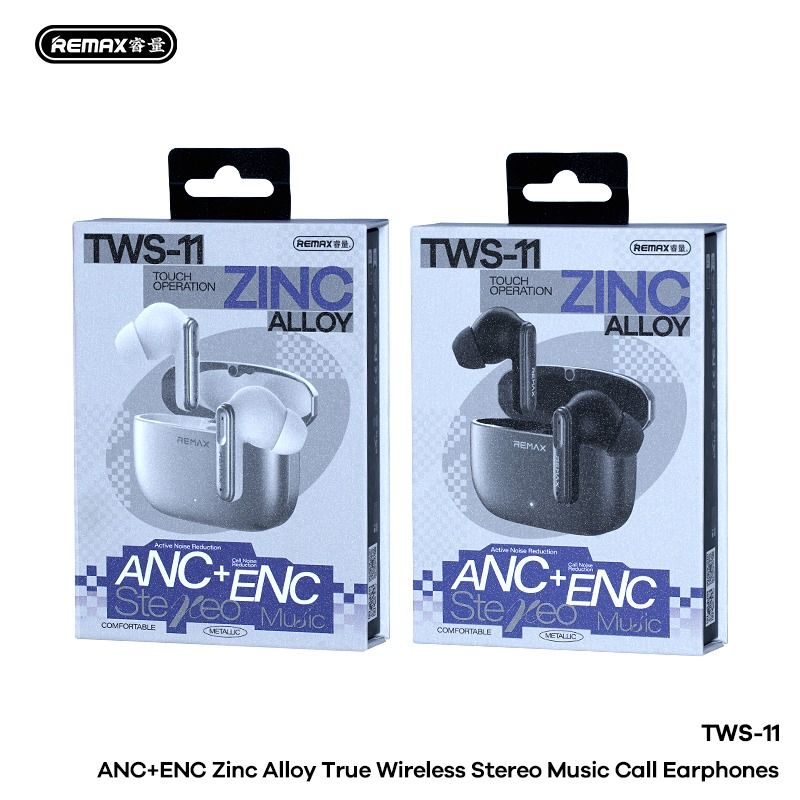 REMAX睿量
TWS-11
REMAX睿量
TOUCH
OPERATION
ZINC
ALLOY
REMAX
Active Noise Reduction
Call Noise
Reduction
ANC+ENC
Stereo Music
COMFORTABLE
METALLIC
TWS-11
REMAX睿量
TOUCH
OPERATION
ZINC
ALLOY
REMAX
REMAX
REMAX
Active Noise Reduction
Call Noise
Reduction
ANC+ENC
Stereo Music
COMFORTABLE
METALLIC
TWS-11
ANC+ENC Zinc Alloy True Wireless Stereo Music Call Earphones